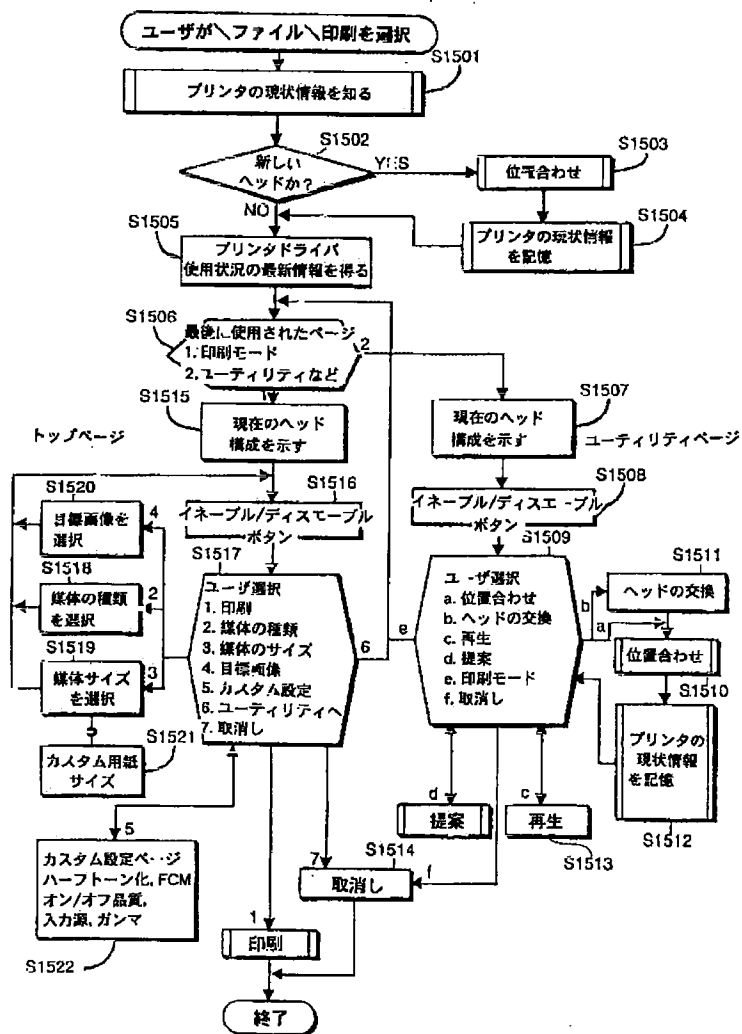 ユーザが\ファイル\印刷を選択
S1501
プリンタの現状情報を知る
S1502
新しい
ヘッドか?
YES
NO
S1503
位置合わせ
S1504
プリンタの現状情報
を記憶
S1505
プリンタドライバ
使用状況の最新情報を得る
S1506
最後に使用されたページ
1.印刷モード
2.ユーティリティなど
2
S1515
現在のヘッド
構成を示す
S1507
現在のヘッド
構成を示す
トップページ
ユーティリティページ
S1516
イネーブル/ディスエーブル
ボタン
S1508
イネーブル/ディスエーブル
ボタン
S1520
目標画像を
選択
4
S1518
媒体の種類
を選択
2
S1519
媒体サイズ
を選択
3
S1521
カスタム用紙
サイズ
S1517
ユーザ選択
1.印刷
2.媒体の種類
3.媒体のサイズ
4.目標画像
5.カスタム設定
6.ユーティリティへ
7.取消し
6
e
S1509
ユーザ選択
a.位置合わせ
b.ヘッドの交換
c.再生
d.提案
e.印刷モード
f.取消し
b
a
S1511
ヘッドの交換
位置合わせ
S1510
プリンタの
現状情報
を記憶
S1512
d
提案
c
再生
S1513
5
カスタム設定ページ
ハーフトーン化, FCM
オン/オフ品質,
入力源, ガンマ
S1522
7
S1514
取消し
f
1
印刷
終了